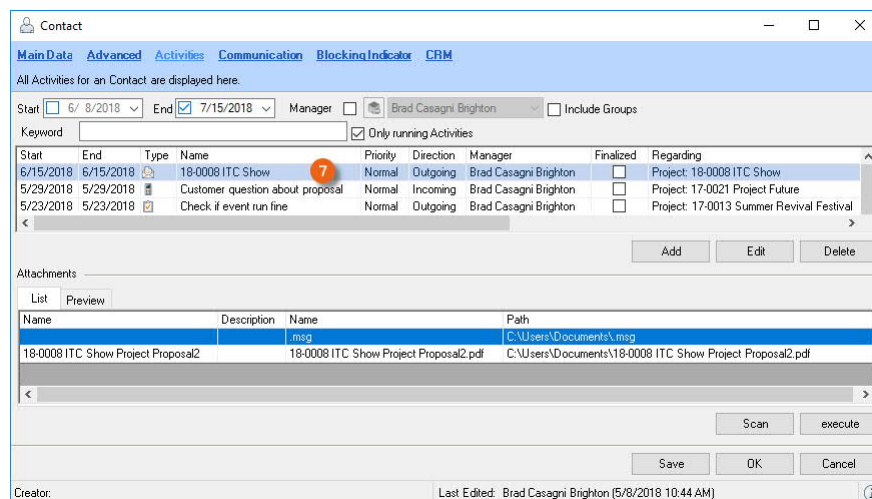 Contact
Main Data Advanced Activities Communication Blocking Indicator CRM
All Activities for an Contact are displayed here.
Start 6/ 8/2018 End 7/15/2018 Manager Brad Casagni Brighton Include Groups
Keyword Only running Activities
Start End Type Name Priority Direction Manager Finalized Regarding
6/15/2018 6/15/2018 18-0008 ITC Show 7 Normal Outgoing Brad Casagni Brighton Project: 18-0008 ITC Show
5/29/2018 5/29/2018 Customer question about proposal Normal Incoming Brad Casagni Brighton Project: 17-0021 Project Future
5/23/2018 5/23/2018 Check if event run fine Normal Outgoing Brad Casagni Brighton Project: 17-0013 Summer Revival Festival
Add Edit Delete
Attachments
List Preview
Name Description Name Path
.msg C:\Users\Documents\.msg
18-0008 ITC Show Project Proposal2 18-0008 ITC Show Project Proposal2.pdf C:\Users\Documents\18-0008 ITC Show Project Proposal2.pdf
Scan execute
Save OK Cancel
Creator: Last Edited: Brad Casagni Brighton (5/8/2018 10:44 AM)